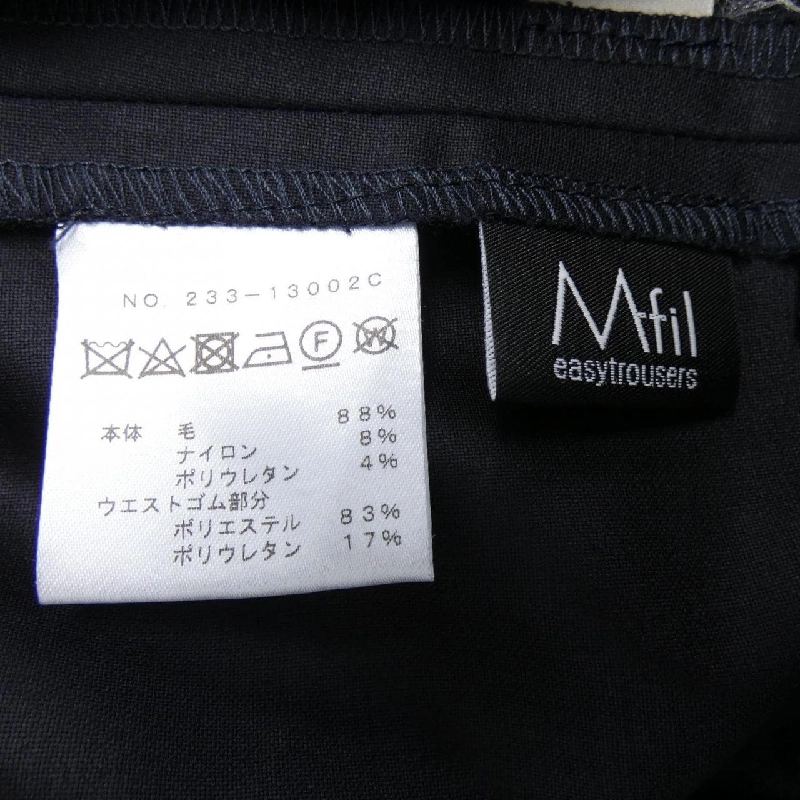 NO. 233-13002C
F W
本体 毛 88%
ナイロン 8%
ポリウレタン 4%
ウエストゴム部分
ポリエステル 83%
ポリウレタン 17%
Mfil
easytrousers